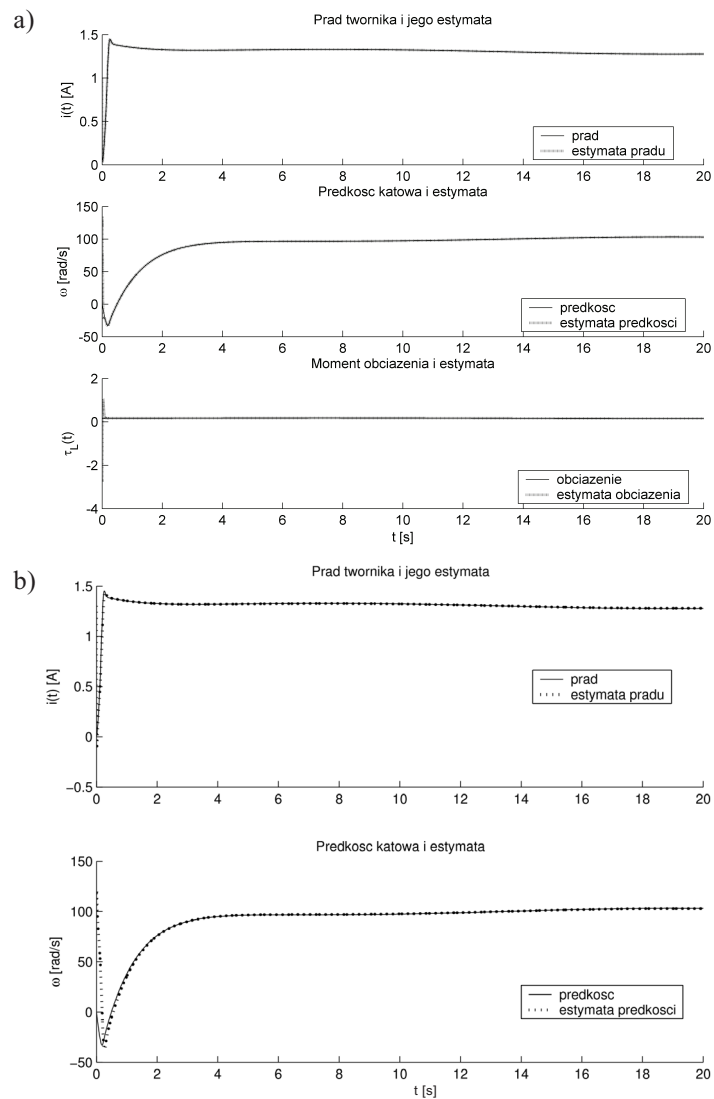 a)
Prad twornika i jego estymata
1.5
1
0.5
0
i(t) [A]
prad
estymata pradu
0 2 4 6 8 10 12 14 16 18 20
Predkosc katowa i estymata
150
100
50
0
-50
ω [rad/s]
predkosc
estymata predkosci
0 2 4 6 8 10 12 14 16 18 20
Moment obciazenia i estymata
2
0
-2
-4
τL(t)
obciazenie
estymata obciazenia
0 2 4 6 8 10 12 14 16 18 20
t [s]
b)
Prad twornika i jego estymata
1.5
1
0.5
0
−0.5
i(t) [A]
prad
estymata pradu
0 2 4 6 8 10 12 14 16 18 20
Predkosc katowa i estymata
150
100
50
0
−50
ω [rad/s]
predkosc
estymata predkosci
0 2 4 6 8 10 12 14 16 18 20
t [s]